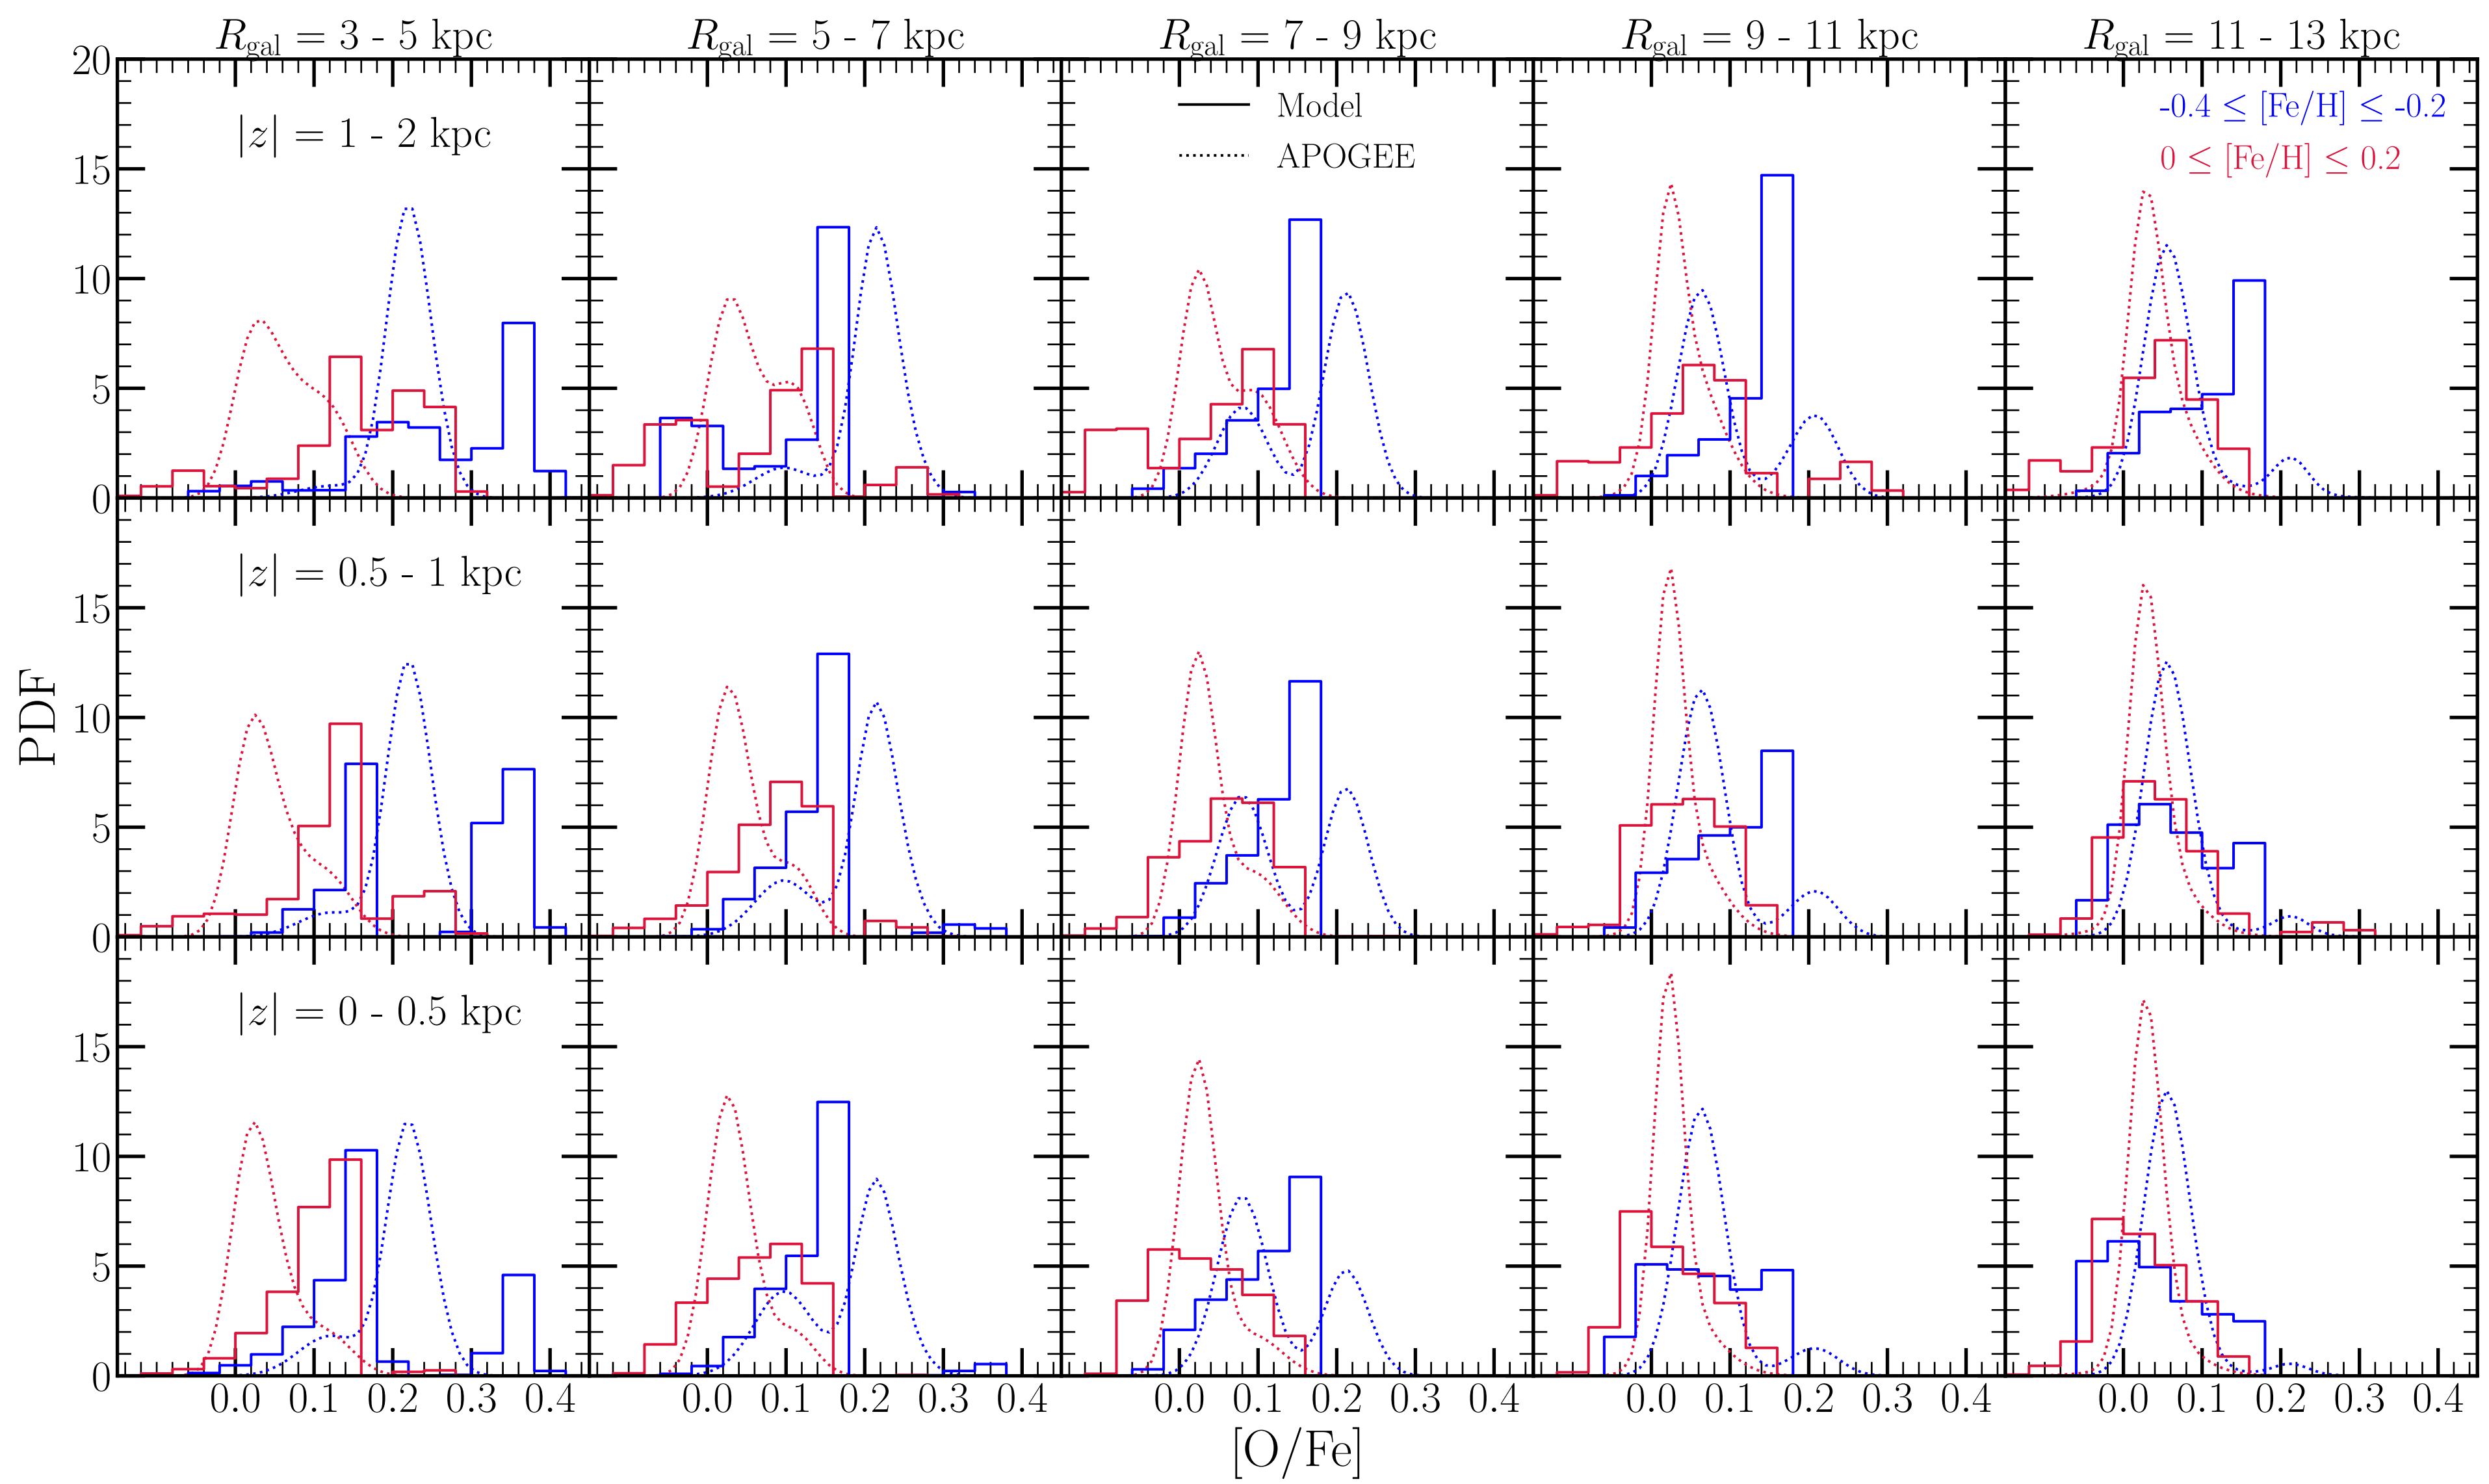 R_gal = 3 - 5 kpc
R_gal = 5 - 7 kpc
R_gal = 7 - 9 kpc
R_gal = 9 - 11 kpc
R_gal = 11 - 13 kpc
20
15
10
5
0
|z| = 1 - 2 kpc
Model
APOGEE
-0.4 ≤ [Fe/H] ≤ -0.2
0 ≤ [Fe/H] ≤ 0.2
PDF
15
10
5
0
|z| = 0.5 - 1 kpc
15
10
5
0
|z| = 0 - 0.5 kpc
0.0 0.1 0.2 0.3 0.4
0.0 0.1 0.2 0.3 0.4
0.0 0.1 0.2 0.3 0.4
0.0 0.1 0.2 0.3 0.4
0.0 0.1 0.2 0.3 0.4
[O/Fe]